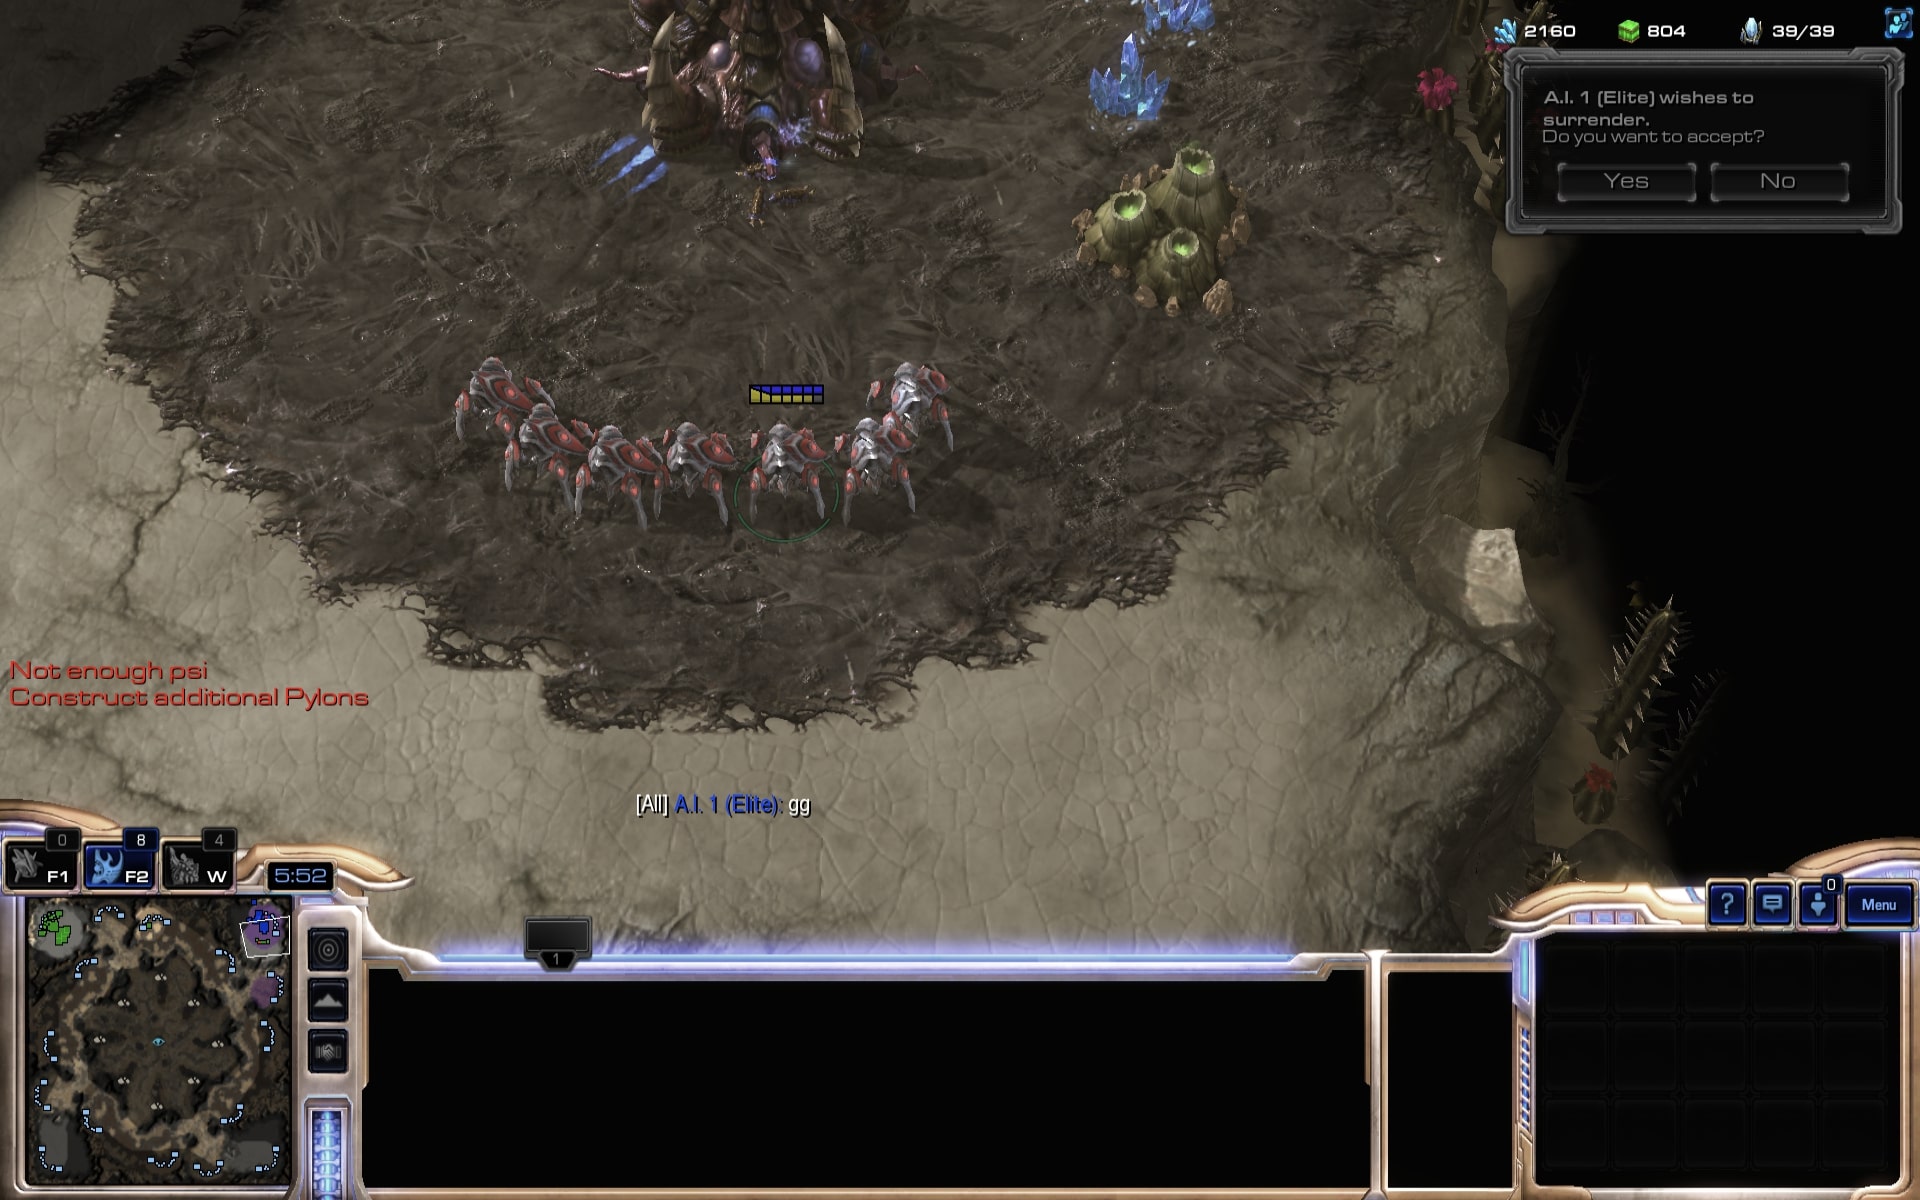 2160 804 39/39
A.I. 1 (Elite) wishes to
surrender.
Do you want to accept?
Yes No
Not enough psi
Construct additional Pylons
[All] A.I. 1 (Elite): gg
0 8 4
F1 F2 W
5:52
1
? 0 Menu